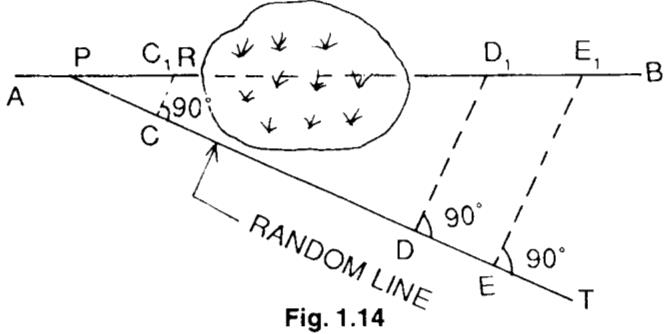 P C₁ R D₁ E₁
A B
90°
C
90°
D
90°
E
T
RANDOM LINE
Fig. 1.14